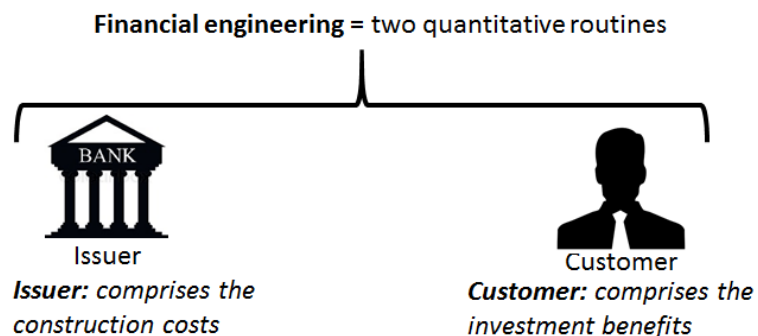 Financial engineering = two quantitative routines
BANK
Issuer
Customer
Issuer: comprises the
construction costs
Customer: comprises the
investment benefits